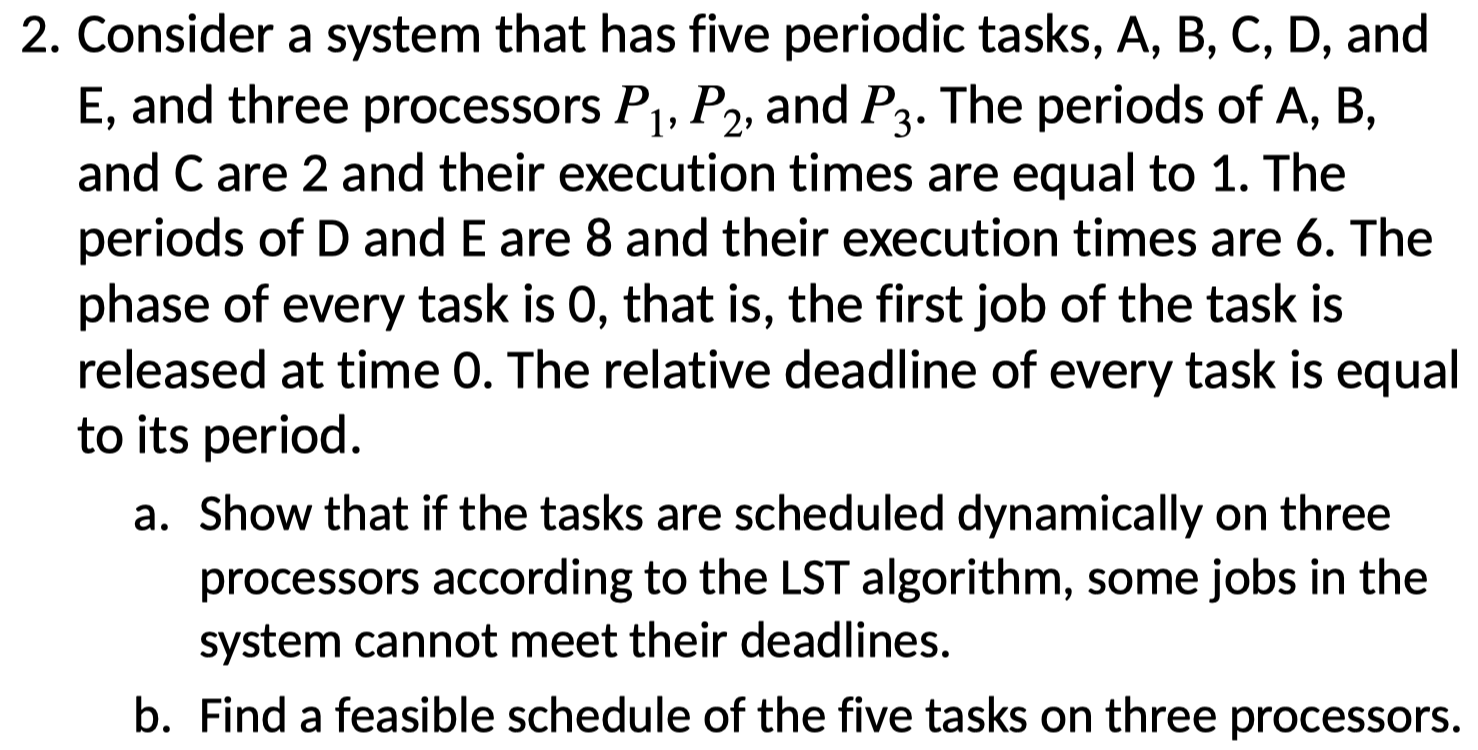 2. Consider a system that has five periodic tasks, A, B, C, D, and
E, and three processors P₁, P₂, and P₃. The periods of A, B,
and C are 2 and their execution times are equal to 1. The
periods of D and E are 8 and their execution times are 6. The
phase of every task is 0, that is, the first job of the task is
released at time 0. The relative deadline of every task is equal
to its period.
a. Show that if the tasks are scheduled dynamically on three
processors according to the LST algorithm, some jobs in the
system cannot meet their deadlines.
b. Find a feasible schedule of the five tasks on three processors.